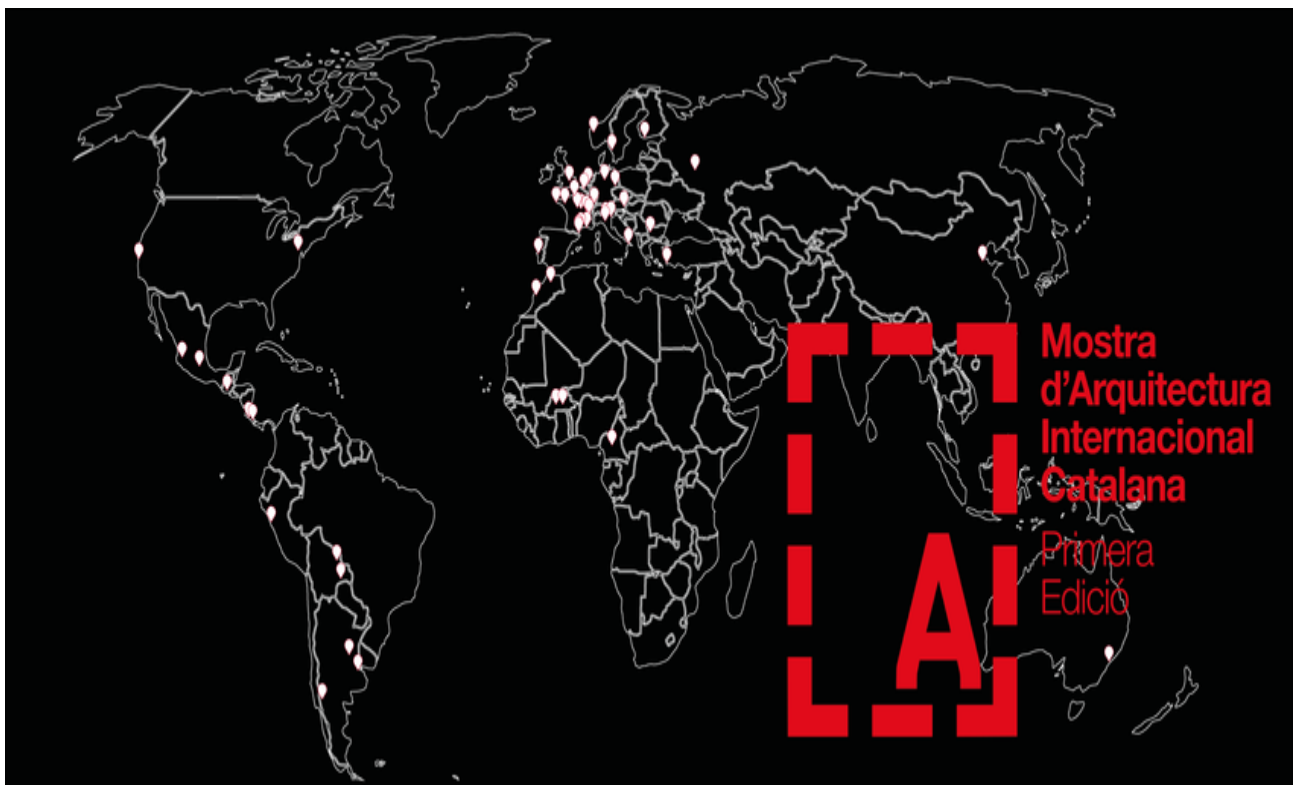 Mostra
d'Arquitectura
Internacional
Catalana
Primera
Edició
A